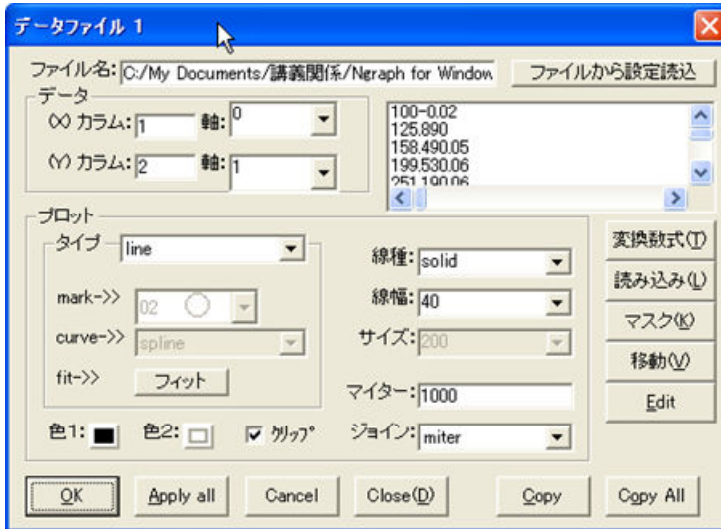 データファイル 1
ファイル名: C:/My Documents/講義関係/Ngraph for Window
ファイルから設定読込
データ
(X) カラム: 1 軸: 0
(Y) カラム: 2 軸: 1
100-0.02
125.890
158.490.05
199.530.06
251.190.06
プロット
タイプ line
mark->> 02
curve->> spline
fit->> フィット
線種: solid
線幅: 40
サイズ: 200
マイター: 1000
ジョイン: miter
色1: 色2: クリップ
変換数式(T)
読み込み(L)
マスク(K)
移動(V)
Edit
OK Apply all Cancel Close(D) Copy Copy All